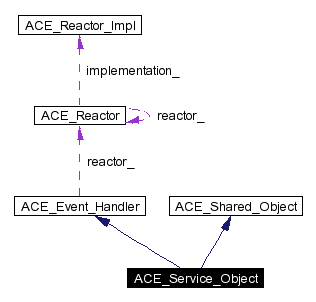 ACE_Reactor_Impl
implementation_
ACE_Reactor
reactor_
reactor_
ACE_Event_Handler
ACE_Shared_Object
ACE_Service_Object